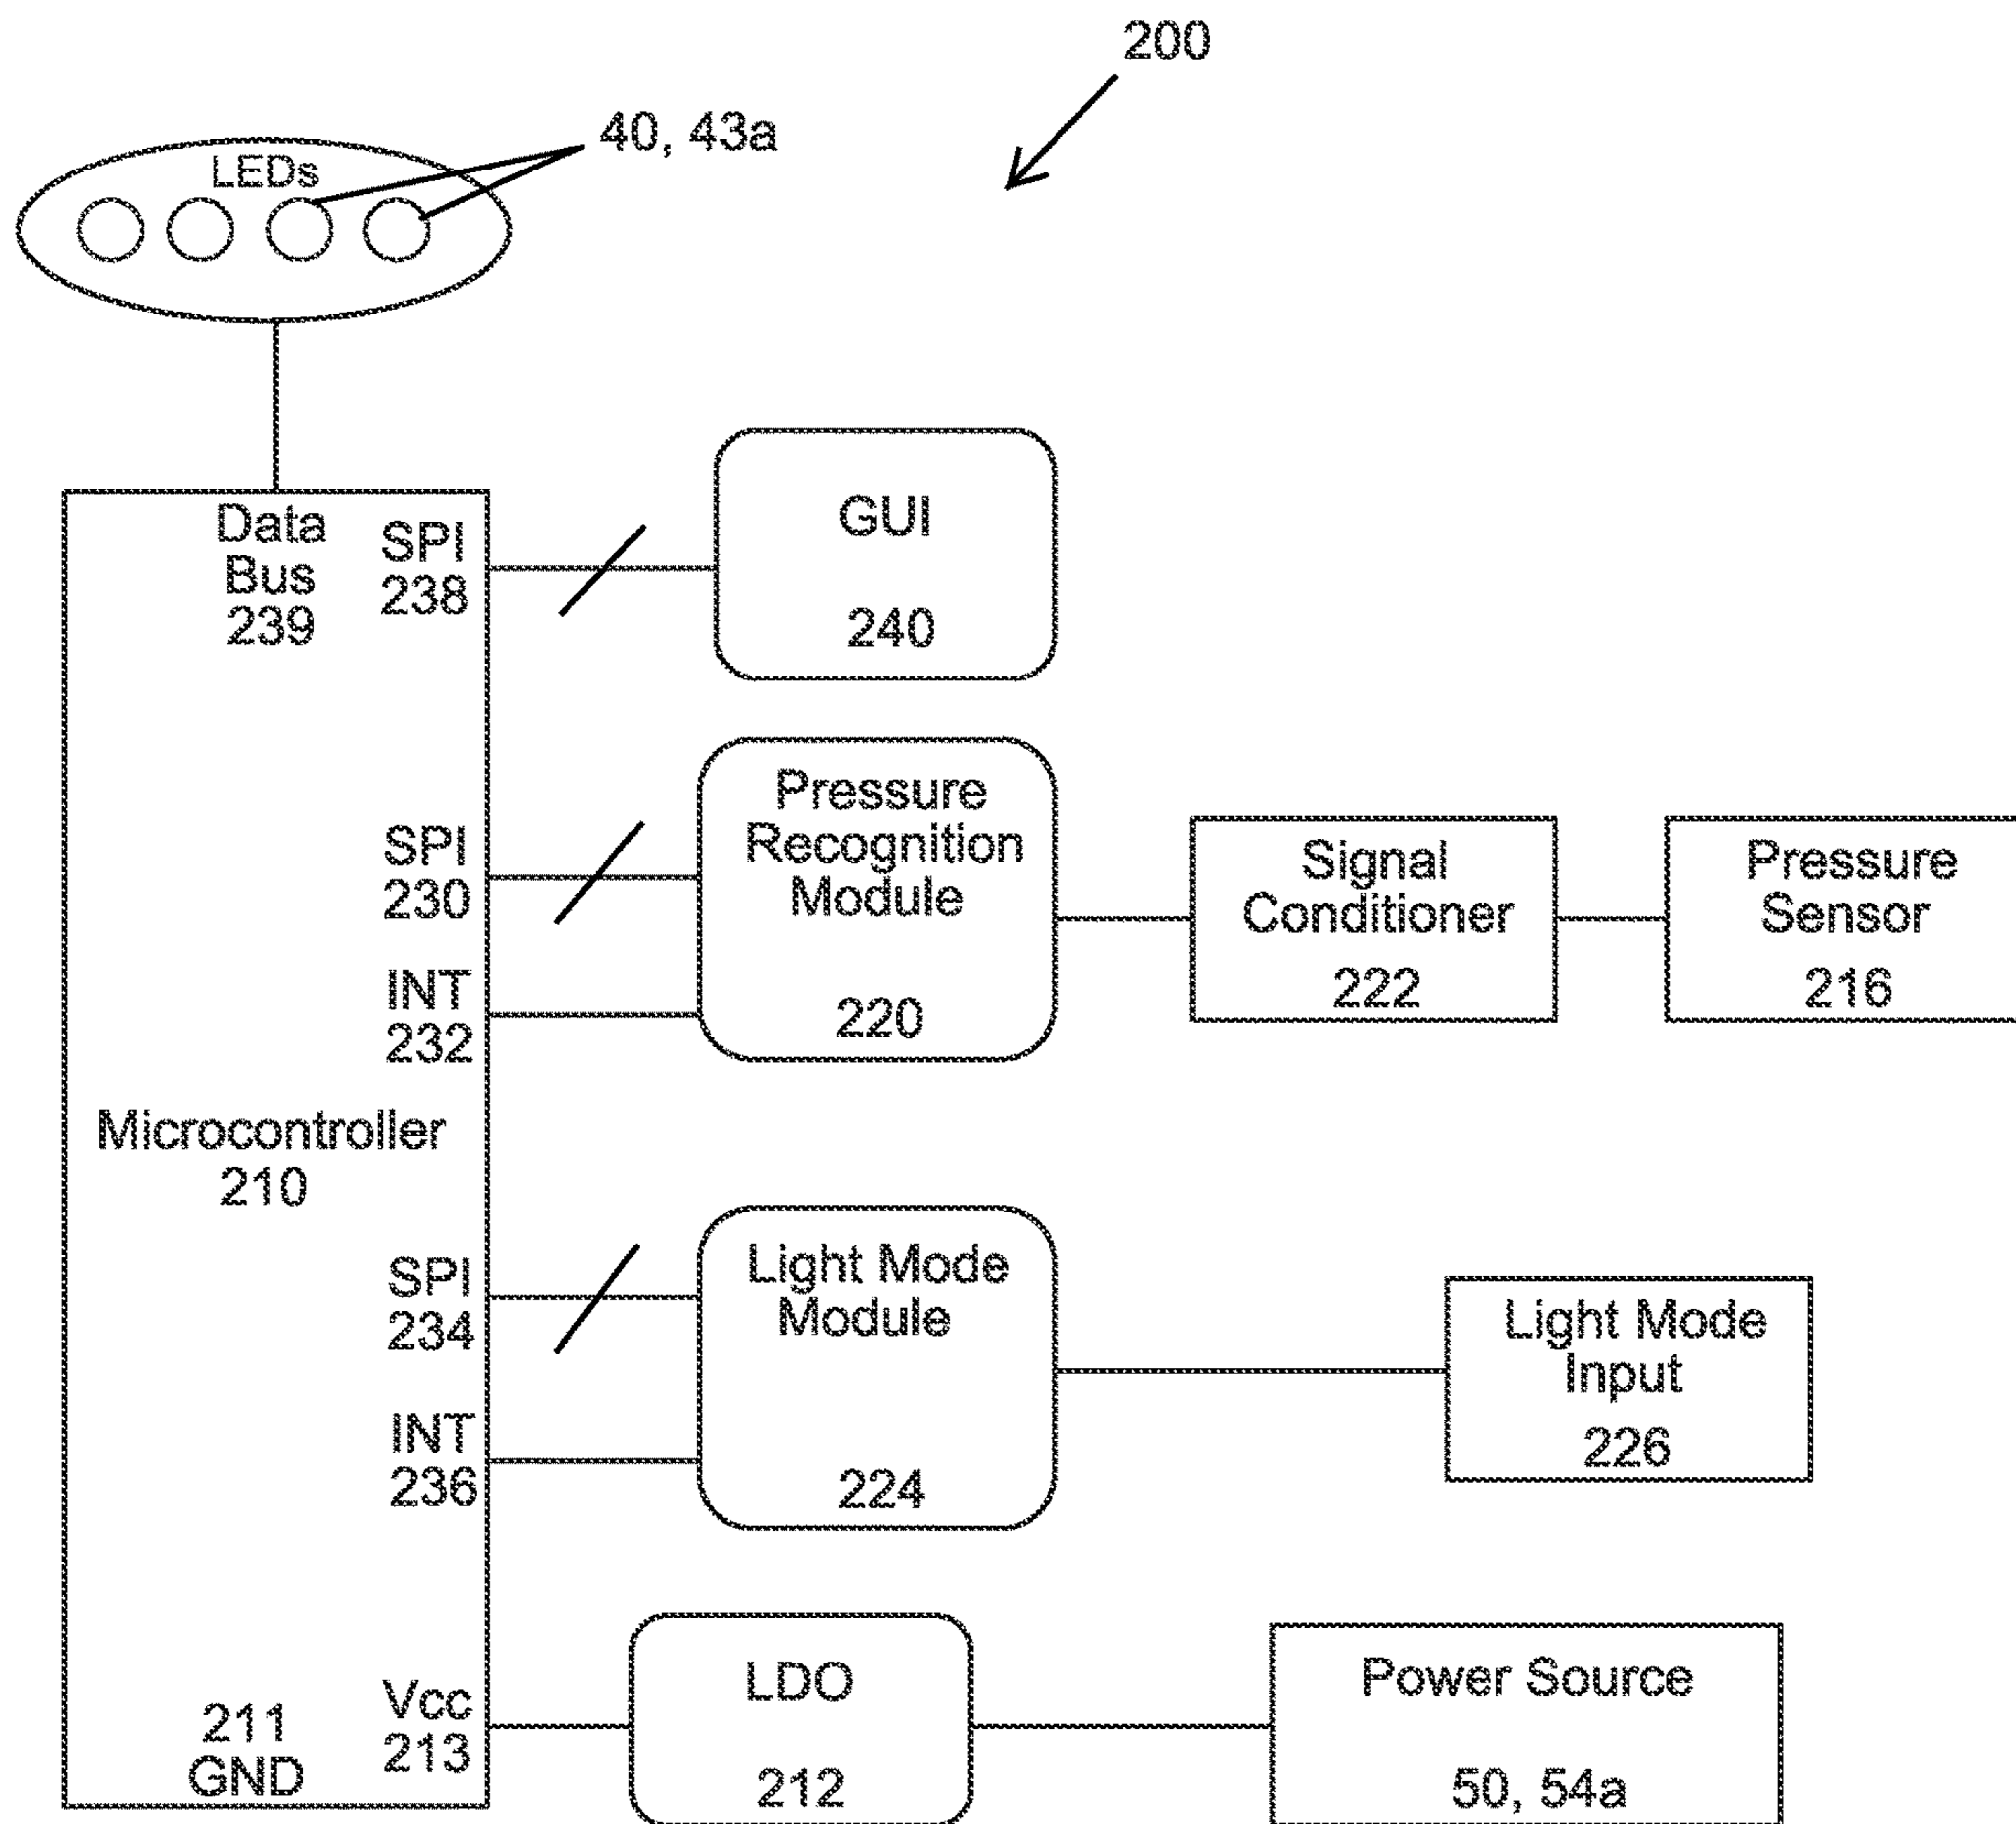 200
40, 43a
LEDs
Data
Bus
239
SPI
238
GUI
240
SPI
230
INT
232
Pressure
Recognition
Module
220
Signal
Conditioner
222
Pressure
Sensor
216
Microcontroller
210
SPI
234
INT
236
Light Mode
Module
224
Light Mode
Input
226
211
GND
Vcc
213
LDO
212
Power Source
50, 54a